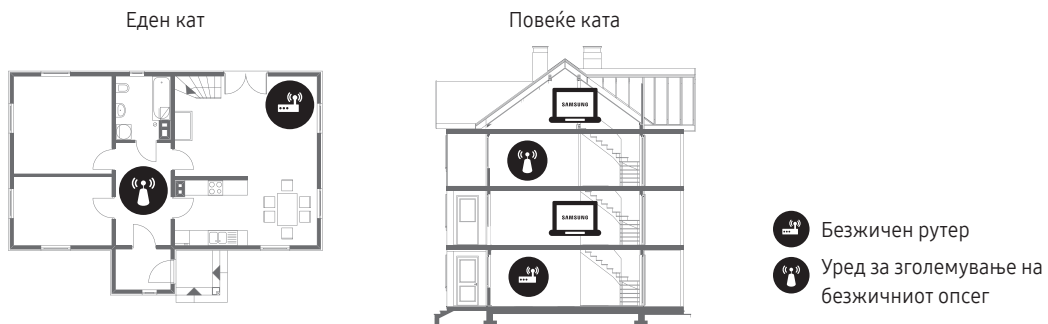 Еден кат
Повеќе ката
SAMSUNG
SAMSUNG
Безжичен рутер
Уред за зголемување на
безжичниот опсег